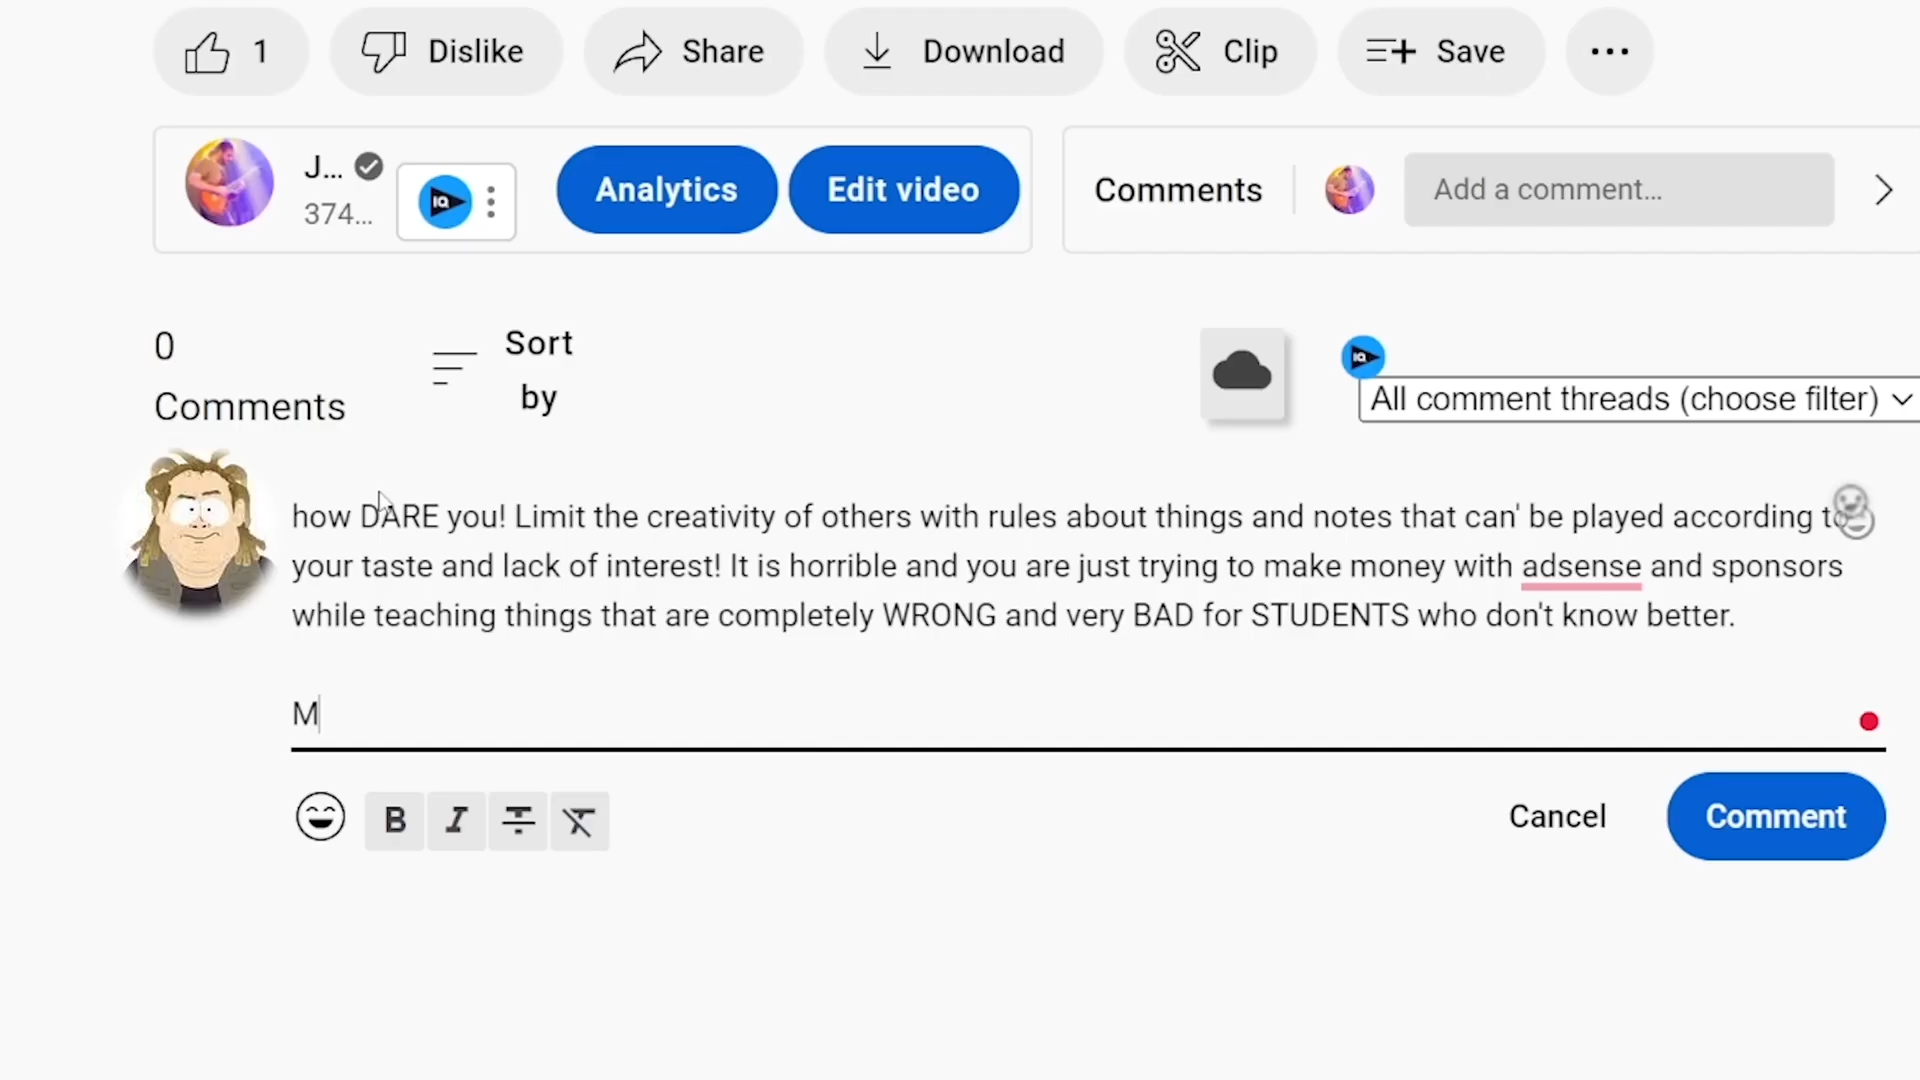 1
Dislike
Share
Download
Clip
Save
J...
374...
IQ
Analytics
Edit video
Comments
Add a comment...
0
Comments
Sort
by
IQ
All comment threads (choose filter)
how DARE you! Limit the creativity of others with rules about things and notes that can' be played according to
your taste and lack of interest! It is horrible and you are just trying to make money with adsense and sponsors
while teaching things that are completely WRONG and very BAD for STUDENTS who don't know better.
M
B I
Cancel
Comment